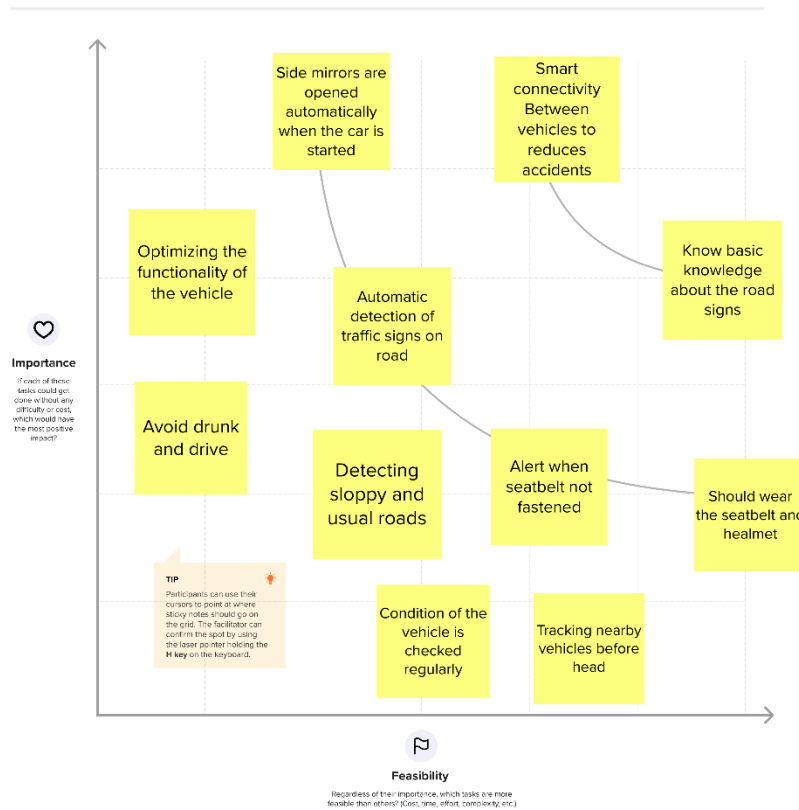 Side mirrors are
opened
automatically
when the car is
started
Smart
connectivity
Between
vehicles to
reduces
accidents
Optimizing the
functionality of
the vehicle
Know basic
knowledge
about the road
signs
Automatic
detection of
traffic signs on
road
Importance
If each of these
tasks could get
done without any
difficulty or cost,
which would have
the most positive
impact?
Avoid drunk
and drive
Detecting
sloppy and
usual roads
Alert when
seatbelt not
fastened
Should wear
the seatbelt and
healmet
TIP
Participants can use their
cursors to point at where
sticky notes should go on
the grid. The facilitator can
confirm the spot by using
the laser pointer holding the
H key on the keyboard.
Condition of the
vehicle is
checked
regularly
Tracking nearby
vehicles before
head
Feasibility
Regardless of their importance, which tasks are more
feasible than others? (Cost, time, effort, complexity, etc.)